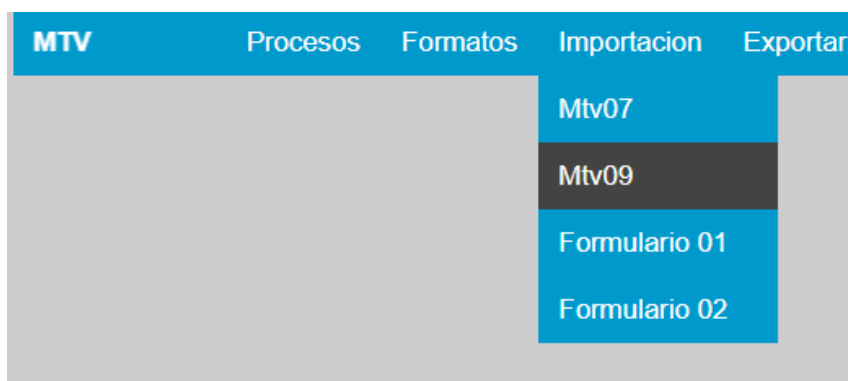 MTV Procesos Formatos Importacion Exportar
Mtv07
Mtv09
Formulario 01
Formulario 02